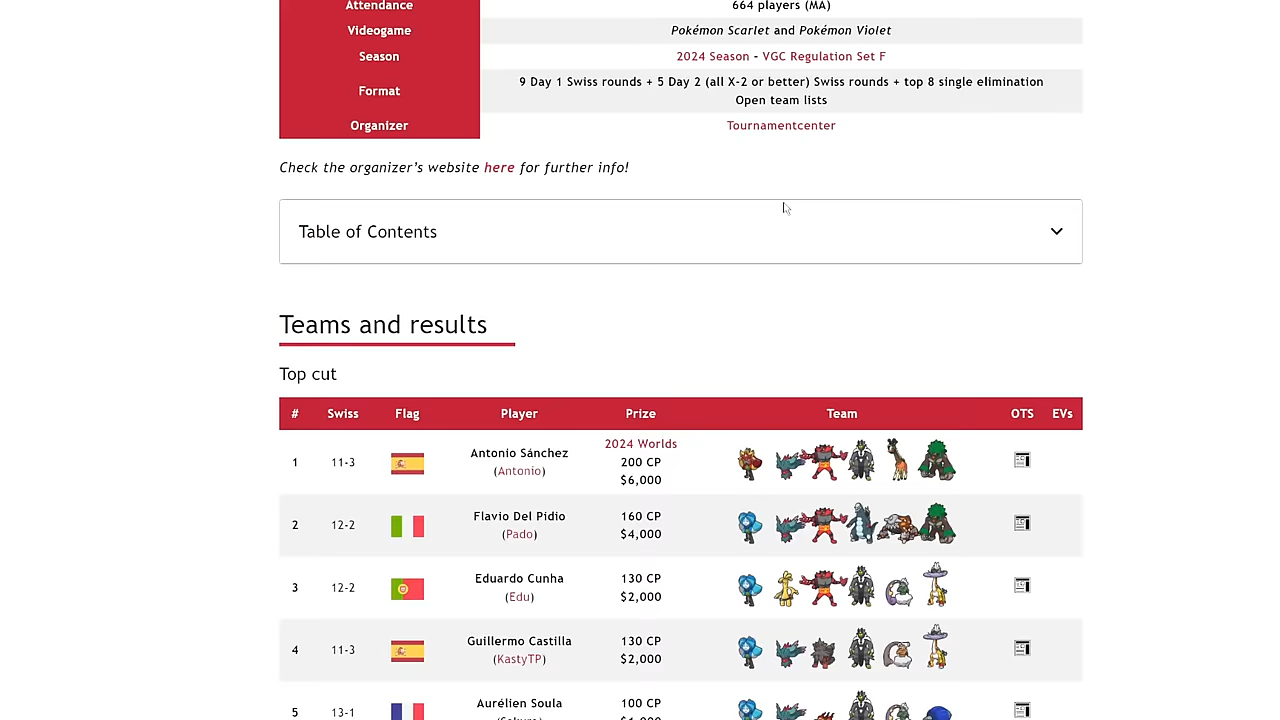 Attendance 664 players (MA)
Videogame Pokémon Scarlet and Pokémon Violet
Season 2024 Season - VGC Regulation Set F
Format 9 Day 1 Swiss rounds + 5 Day 2 (all X-2 or better) Swiss rounds + top 8 single elimination
Open team lists
Organizer Tournamentcenter
Check the organizer's website here for further info!
Table of Contents
Teams and results
Top cut
# Swiss Flag Player Prize Team OTS EVs
1 11-3 Antonio Sánchez (Antonio) 2024 Worlds 200 CP $6,000
2 12-2 Flavio Del Pidio (Pado) 160 CP $4,000
3 12-2 Eduardo Cunha (Edu) 130 CP $2,000
4 11-3 Guillermo Castilla (KastyTP) 130 CP $2,000
5 13-1 Aurélien Soula 100 CP